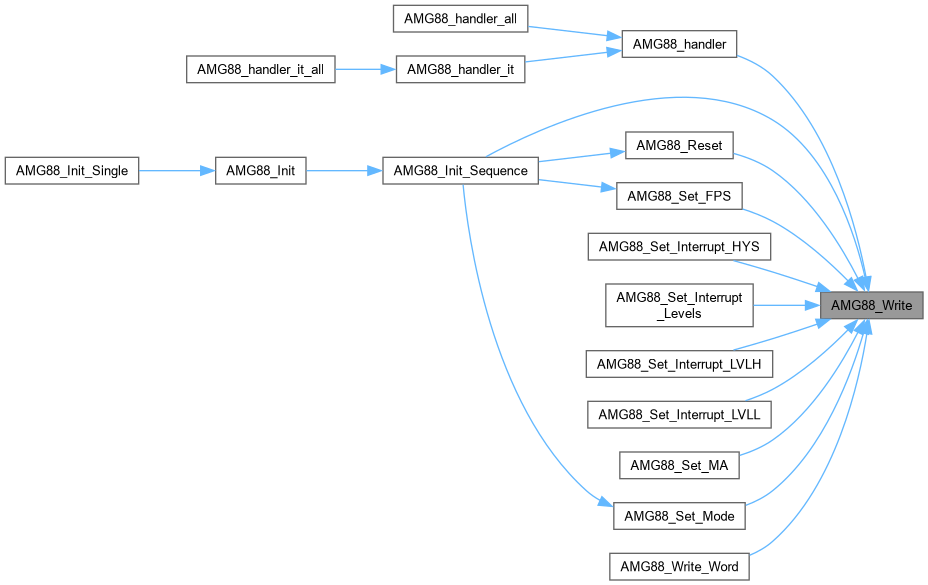 AMG88_handler_all
AMG88_handler
AMG88_handler_it_all
AMG88_handler_it
AMG88_Reset
AMG88_Init_Single
AMG88_Init
AMG88_Init_Sequence
AMG88_Set_FPS
AMG88_Set_Interrupt_HYS
AMG88_Set_Interrupt
_Levels
AMG88_Write
AMG88_Set_Interrupt_LVLH
AMG88_Set_Interrupt_LVLL
AMG88_Set_MA
AMG88_Set_Mode
AMG88_Write_Word